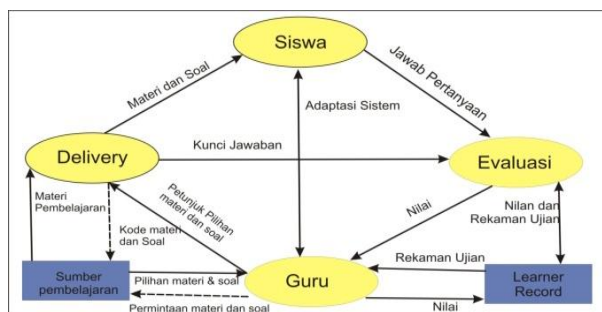 Siswa
Materi dan Soal
Jawab Pertanyaan
Adaptasi Sistem
Delivery
Kunci Jawaban
Evaluasi
Materi
Pembelajaran
Kode materi
dan Soal
Petunjuk Pilihan
materi dan soal
Nilai
Nilan dan
Rekaman Ujian
Sumber
pembelajaran
Pilihan materi & soal
Guru
Rekaman Ujian
Learner
Record
Permintaan materi dan soal
Nilai